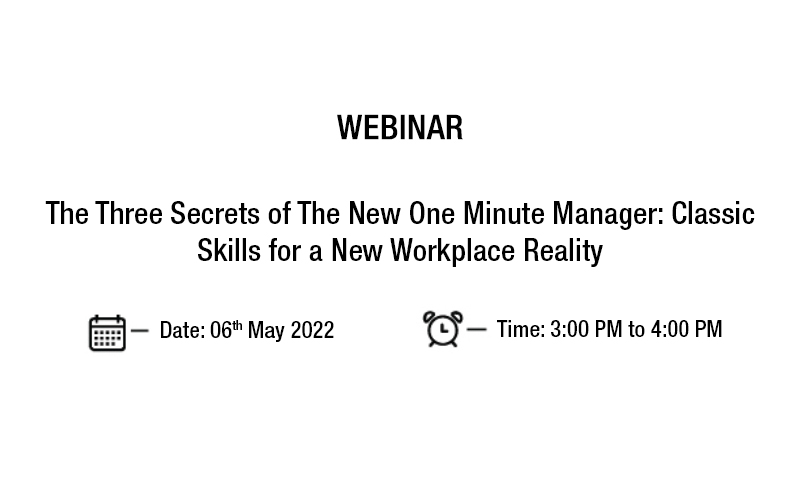 WEBINAR
The Three Secrets of The New One Minute Manager: Classic
Skills for a New Workplace Reality
Date: 06th May 2022
Time: 3:00 PM to 4:00 PM